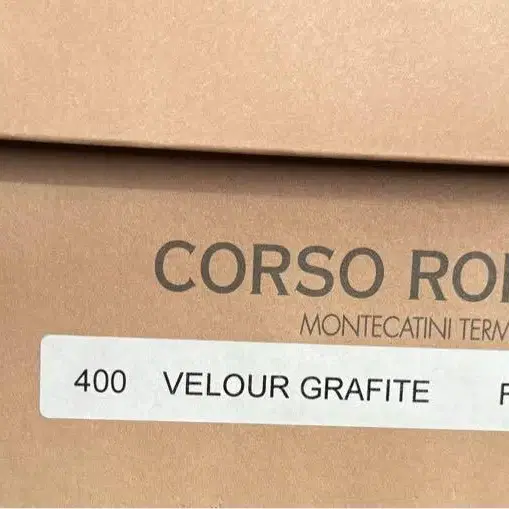 CORSO RO
MONTECATINI TERM
400 VELOUR GRAFITE